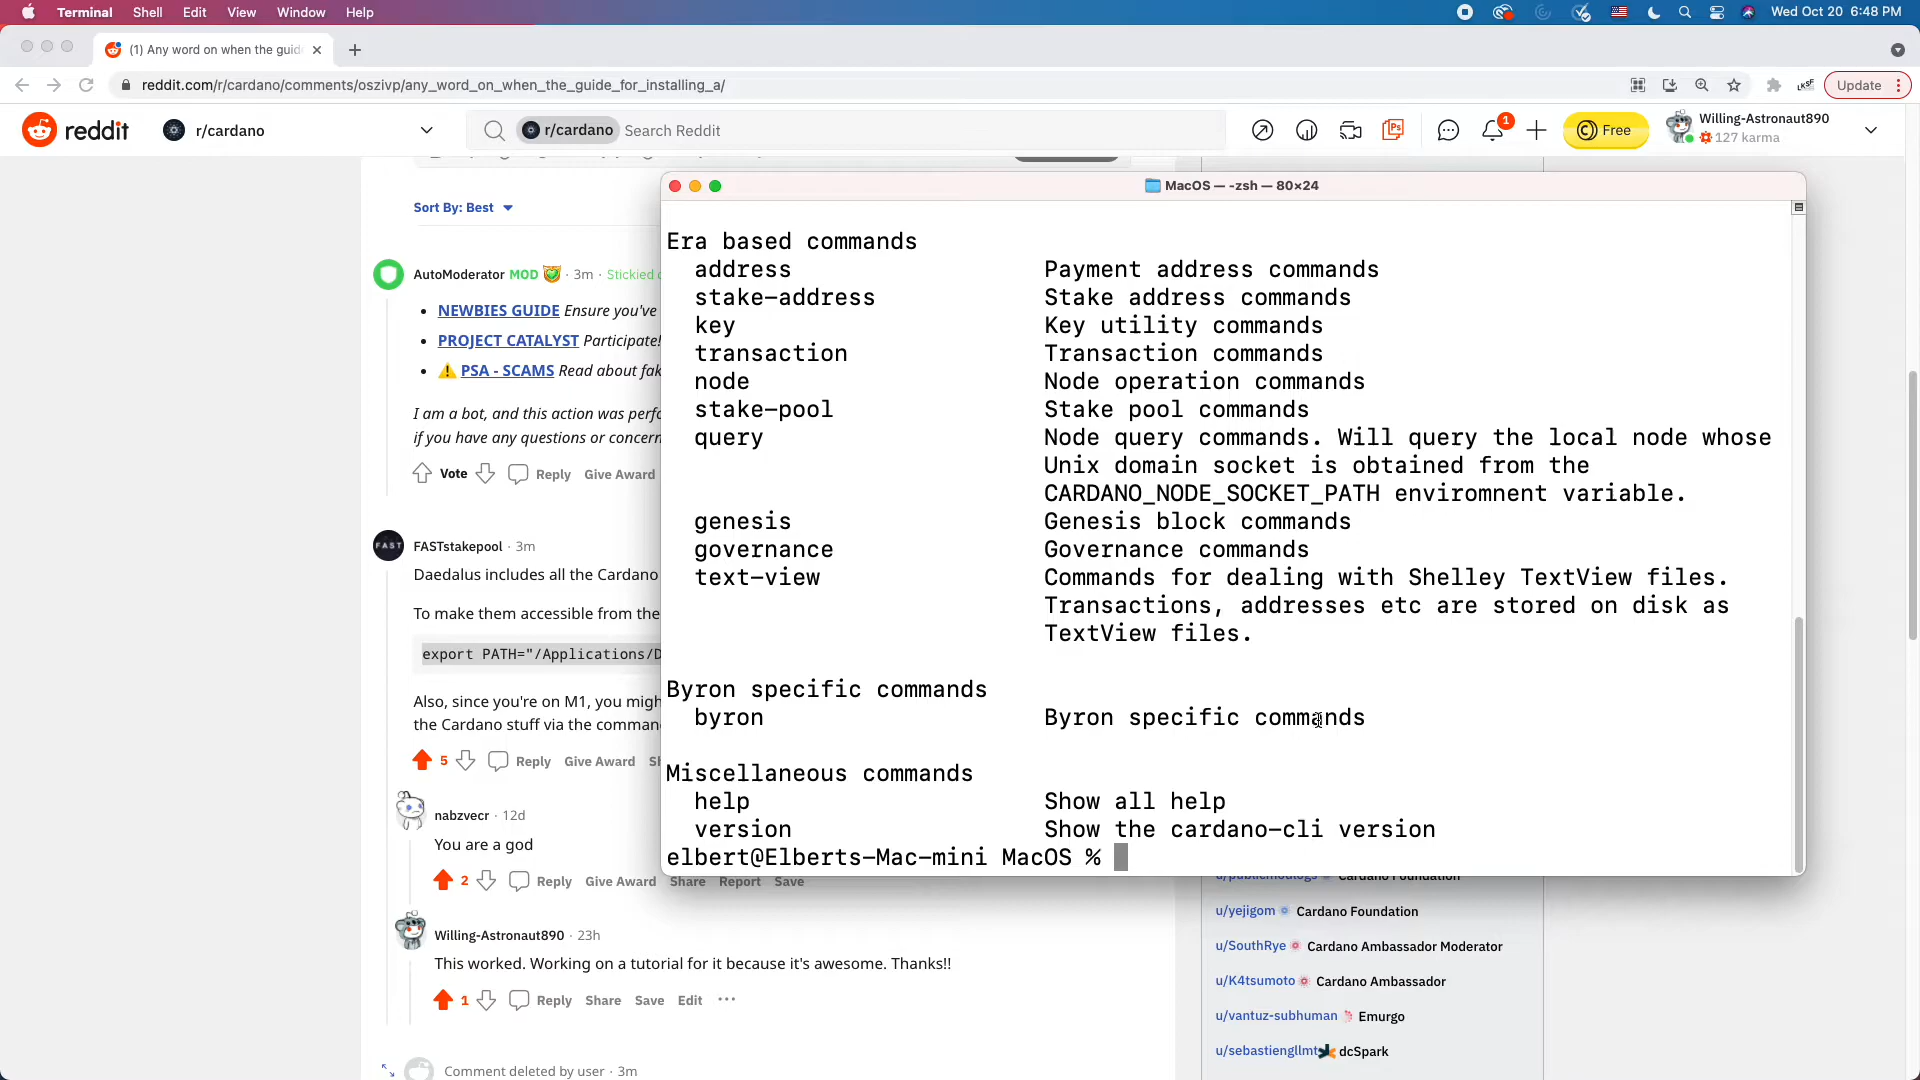 Terminal Shell Edit View Window Help Wed Oct 20 6:48 PM
(1) Any word on when the guid
reddit.com/r/cardano/comments/oszivp/any_word_on_when_the_guide_for_installing_a/
Update
reddit r/cardano r/cardano Search Reddit 1 Free Willing-Astronaut890
127 karma
Sort By: Best
AutoModerator MOD · 3m · Stickied
NEWBIES GUIDE Ensure you've
PROJECT CATALYST Participate!
PSA - SCAMS Read about
I am a bot, and this action was
if you have any questions or
Vote Reply Give Award
FAST FASTstakepool · 3m
Daedalus includes all the Cardano
To make them accessible from the
export PATH="/Applications/D
Also, since you're on M1, you
the Cardano stuff via the
5 Reply Give Award
nabzvecr · 12d
You are a god
2 Reply Give Award Share Report Save
Willing-Astronaut890 · 23h
This worked. Working on a tutorial for it because it's awesome. Thanks!!
1 Reply Share Save Edit ···
Comment deleted by user · 3m
MacOS — -zsh — 80×24
Era based commands
address Payment address commands
stake-address Stake address commands
key Key utility commands
transaction Transaction commands
node Node operation commands
stake-pool Stake pool commands
query Node query commands. Will query the local node whose
Unix domain socket is obtained from the
CARDANO_NODE_SOCKET_PATH enviromnent variable.
genesis Genesis block commands
governance Governance commands
text-view Commands for dealing with Shelley TextView files.
Transactions, addresses etc are stored on disk as
TextView files.
Byron specific commands
byron Byron specific commands
Miscellaneous commands
help Show all help
version Show the cardano-cli version
elbert@Elberts-Mac-mini MacOS %
u/yejigom Cardano Foundation
u/SouthRye Cardano Ambassador Moderator
u/K4tsumoto Cardano Ambassador
u/vantuz-subhuman Emurgo
u/sebastiengllmt dcSpark